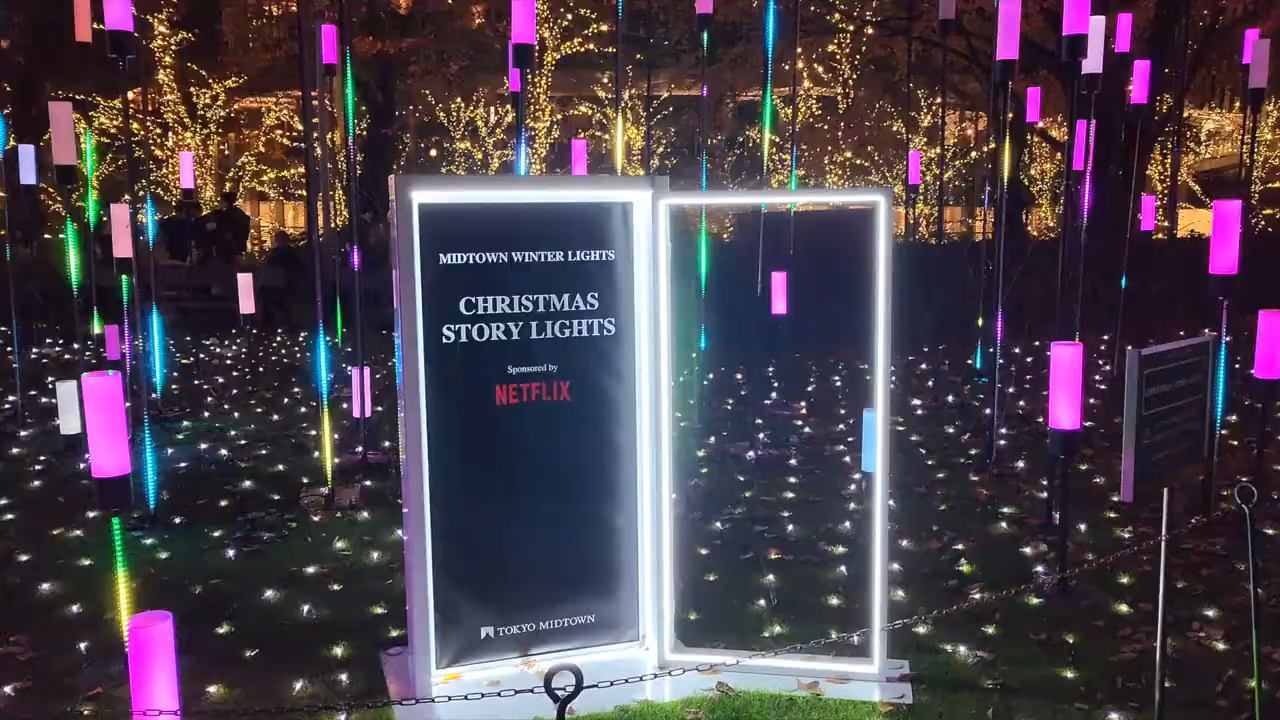 MIDTOWN WINTER LIGHTS
CHRISTMAS
STORY LIGHTS
Sponsored by
NETFLIX
TOKYO MIDTOWN